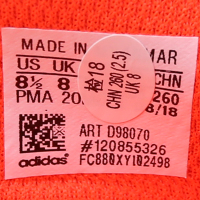 MADE IN MAR
US UK CHN
8½ 8 260
PMA 20 8/18
检18
CHN 260 (2.5)
UK 8
ART D98070
#120855326
adidas FC880XY102498